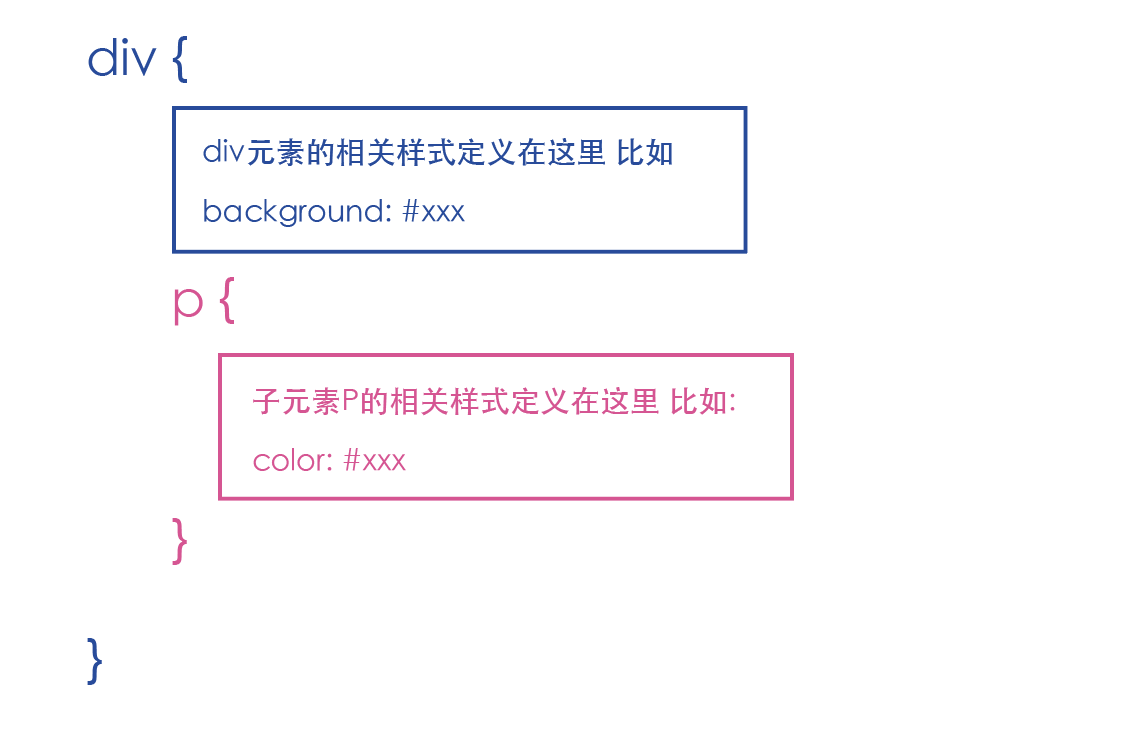 div {
div元素的相关样式定义在这里 比如
background: #xxx
p {
子元素P的相关样式定义在这里 比如:
color: #xxx
}
}